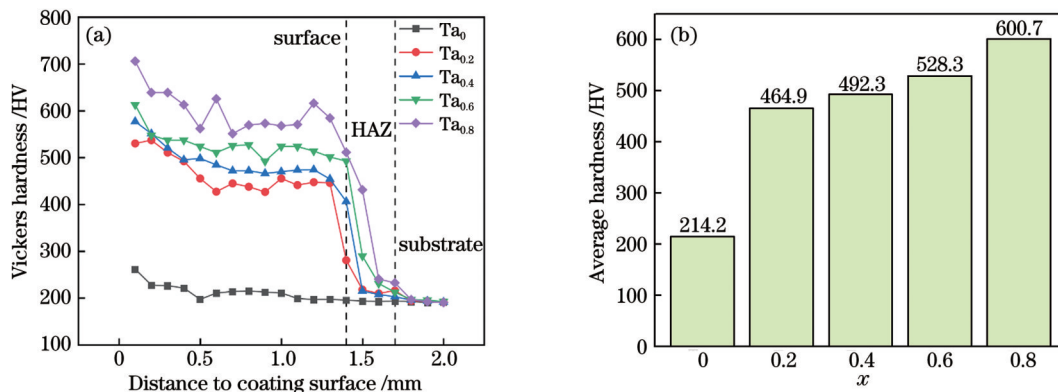 (a)
surface
Ta0
Ta0.2
Ta0.4
Ta0.6
Ta0.8
HAZ
substrate
800
700
600
500
400
300
200
100
Vickers hardness /HV
0
0.5
1.0
1.5
2.0
Distance to coating surface /mm
(b)
600
500
400
300
200
100
0
Average hardness /HV
214.2
464.9
492.3
528.3
600.7
0
0.2
0.4
0.6
0.8
x